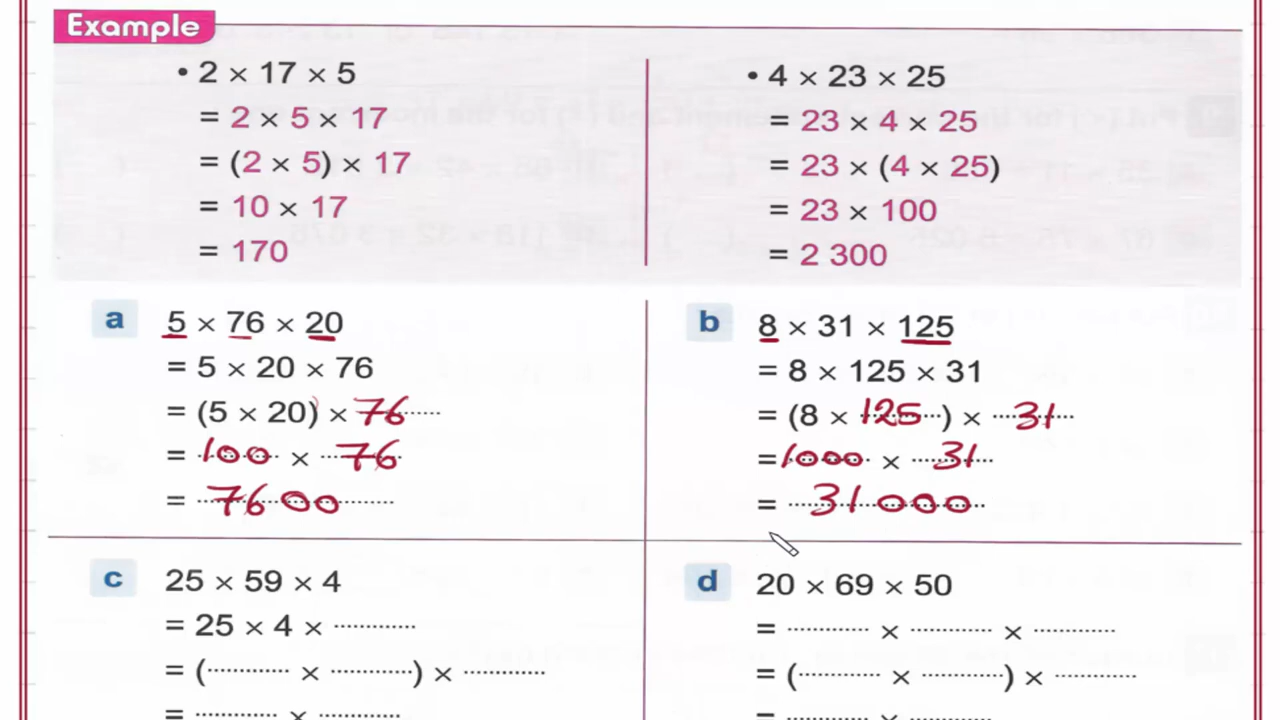 Example
• 2 × 17 × 5
= 2 × 5 × 17
= (2 × 5) × 17
= 10 × 17
= 170
• 4 × 23 × 25
= 23 × 4 × 25
= 23 × (4 × 25)
= 23 × 100
= 2 300
a 5 × 76 × 20
= 5 × 20 × 76
= (5 × 20) × 76
= 100 × 76
= 7600
b 8 × 31 × 125
= 8 × 125 × 31
= (8 × 125) × 31
= 1000 × 31
= 31 000
c 25 × 59 × 4
= 25 × 4 × ..........
= (.......... × ..........) × ..........
= .......... × ..........
d 20 × 69 × 50
= .......... × .......... × ..........
= (.......... × ..........) × ..........
= .......... × ..........